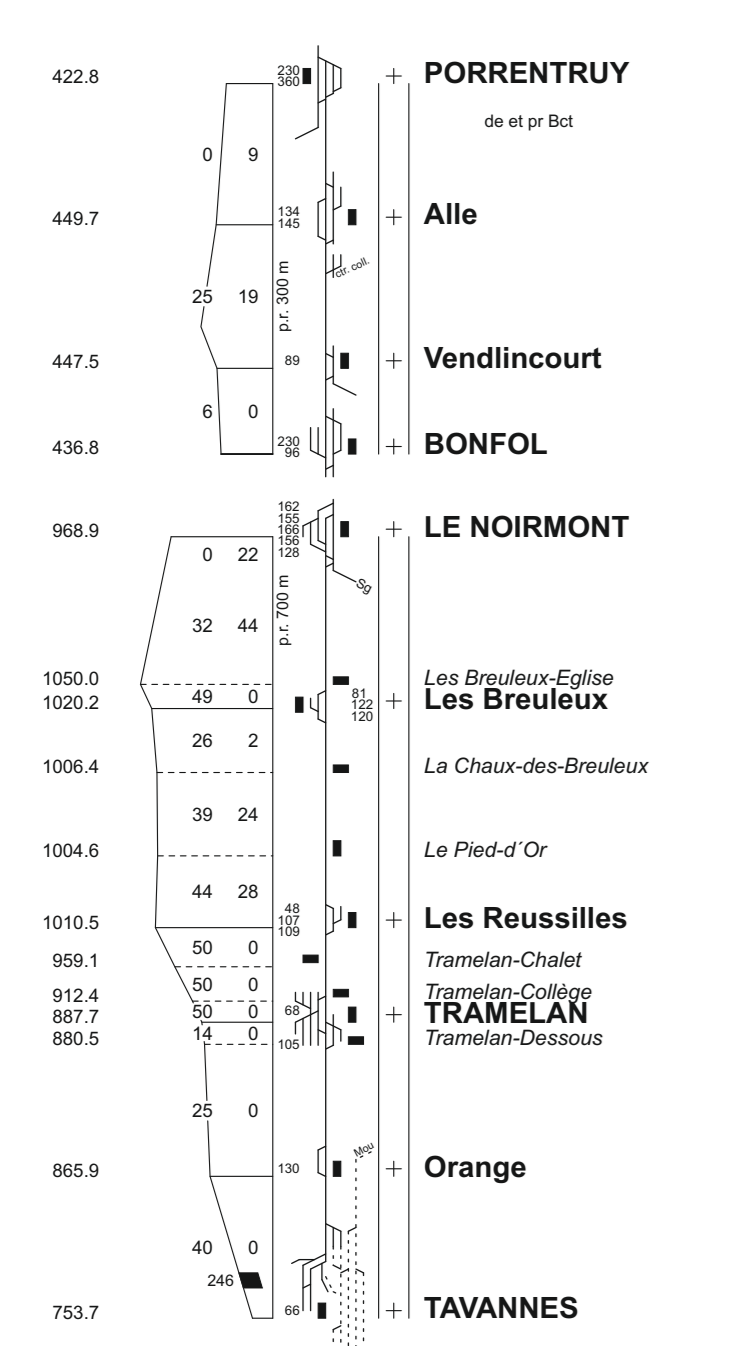 422.8 230 + PORRENTRUY
360
de et pr Bct
0 9
449.7 134 + Alle
145
ctr. coll.
25 19 p.r. 300 m
447.5 89 + Vendlincourt
6 0
436.8 230 + BONFOL
96
162
155
968.9 166 + LE NOIRMONT
156
0 22 128
Sg
p.r. 700 m
32 44
1050.0 Les Breuleux-Eglise
49 0 81
1020.2 122 + Les Breuleux
120
26 2
1006.4 La Chaux-des-Breuleux
39 24
1004.6 Le Pied-d´Or
44 28
48
1010.5 107 + Les Reussilles
109
50 0
959.1 Tramelan-Chalet
50 0
912.4 Tramelan-Collège
887.7 50 0 68 + TRAMELAN
14 0
880.5 105 Tramelan-Dessous
25 0
Mou
865.9 130 + Orange
40 0
246
753.7 66 + TAVANNES